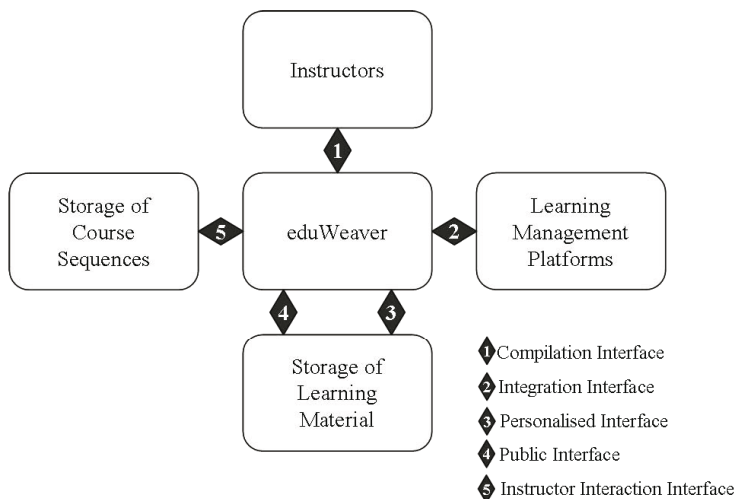 Instructors
1
Storage of
Course
Sequences
5
eduWeaver
2
Learning
Management
Platforms
4
3
Storage of
Learning
Material
1 Compilation Interface
2 Integration Interface
3 Personalised Interface
4 Public Interface
5 Instructor Interaction Interface